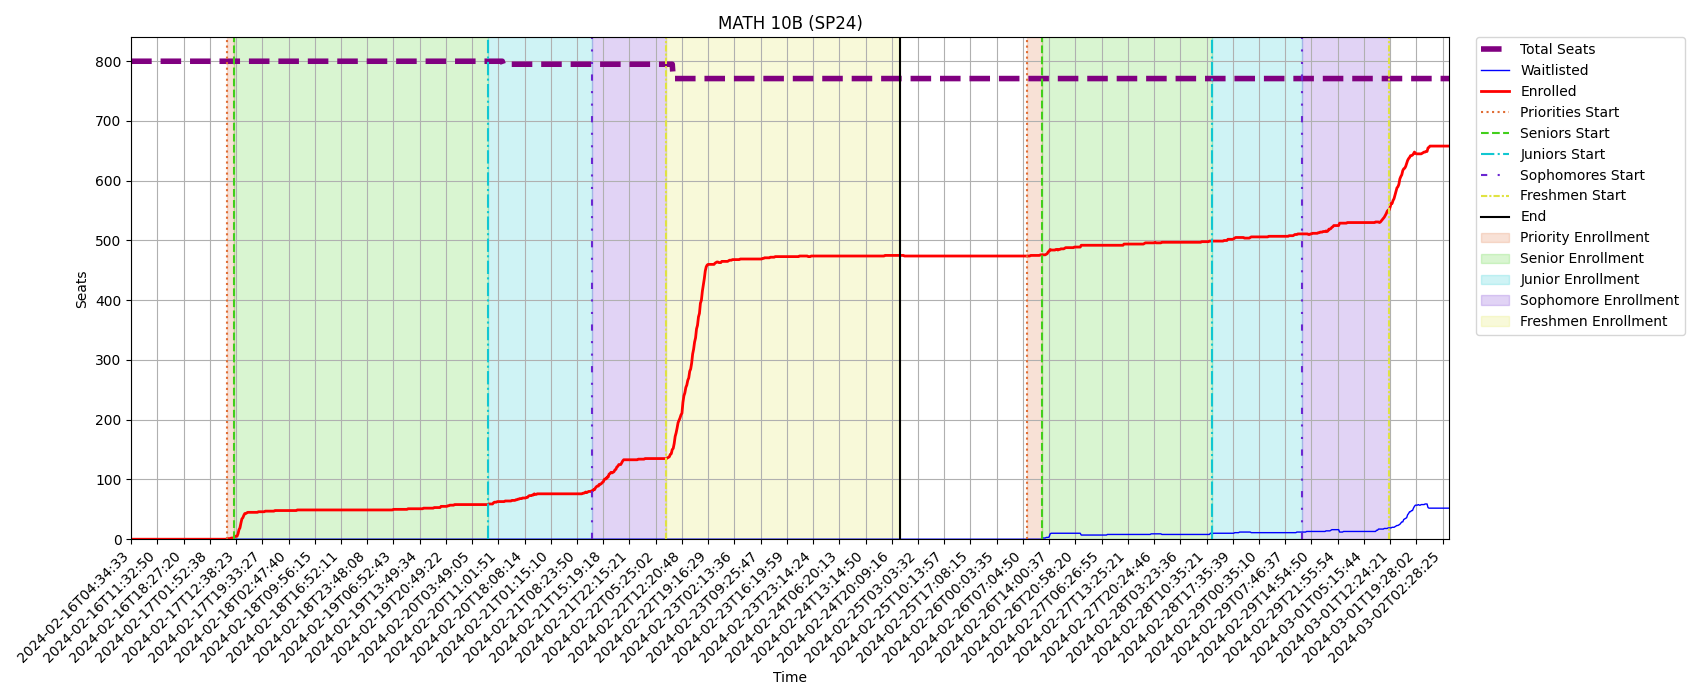 MATH 10B (SP24)
Seats
800
700
600
500
400
300
200
100
0
2024-02-16T04:34:33
2024-02-16T11:32:50
2024-02-16T18:27:20
2024-02-17T01:52:38
2024-02-17T12:38:23
2024-02-17T19:33:27
2024-02-18T02:47:40
2024-02-18T09:56:15
2024-02-18T16:52:11
2024-02-18T23:48:08
2024-02-19T06:52:43
2024-02-19T13:49:34
2024-02-19T20:49:22
2024-02-20T03:49:05
2024-02-20T11:01:51
2024-02-20T18:08:14
2024-02-21T01:15:10
2024-02-21T08:23:50
2024-02-21T15:19:18
2024-02-21T22:15:21
2024-02-22T05:25:02
2024-02-22T12:20:48
2024-02-22T19:16:29
2024-02-23T02:13:36
2024-02-23T09:25:47
2024-02-23T16:19:59
2024-02-23T23:14:24
2024-02-24T06:20:13
2024-02-24T13:14:50
2024-02-24T20:09:16
2024-02-25T03:03:32
2024-02-25T10:13:57
2024-02-25T17:08:15
2024-02-26T00:03:35
2024-02-26T07:04:50
2024-02-26T14:00:37
2024-02-26T20:58:20
2024-02-27T06:26:55
2024-02-27T13:25:21
2024-02-27T20:24:46
2024-02-28T03:23:36
2024-02-28T10:35:21
2024-02-28T17:35:39
2024-02-29T00:35:10
2024-02-29T07:46:37
2024-02-29T14:54:50
2024-02-29T21:55:54
2024-03-01T05:15:44
2024-03-01T12:24:21
2024-03-01T19:28:02
2024-03-02T02:28:25
Time
Total Seats
Waitlisted
Enrolled
Priorities Start
Seniors Start
Juniors Start
Sophomores Start
Freshmen Start
End
Priority Enrollment
Senior Enrollment
Junior Enrollment
Sophomore Enrollment
Freshmen Enrollment